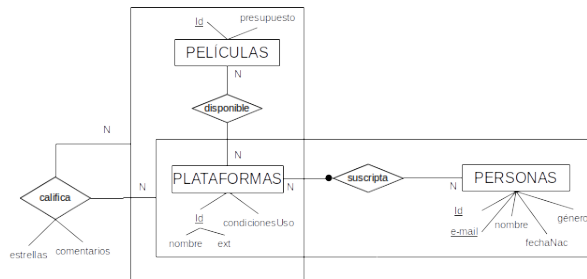 Id
presupuesto
PELÍCULAS
N
disponible
N
N
califica
N
estrellas
comentarios
PLATAFORMAS
N
suscripta
N
PERSONAS
Id
condicionesUso
nombre
ext
Id
e-mail
nombre
fechaNac
género